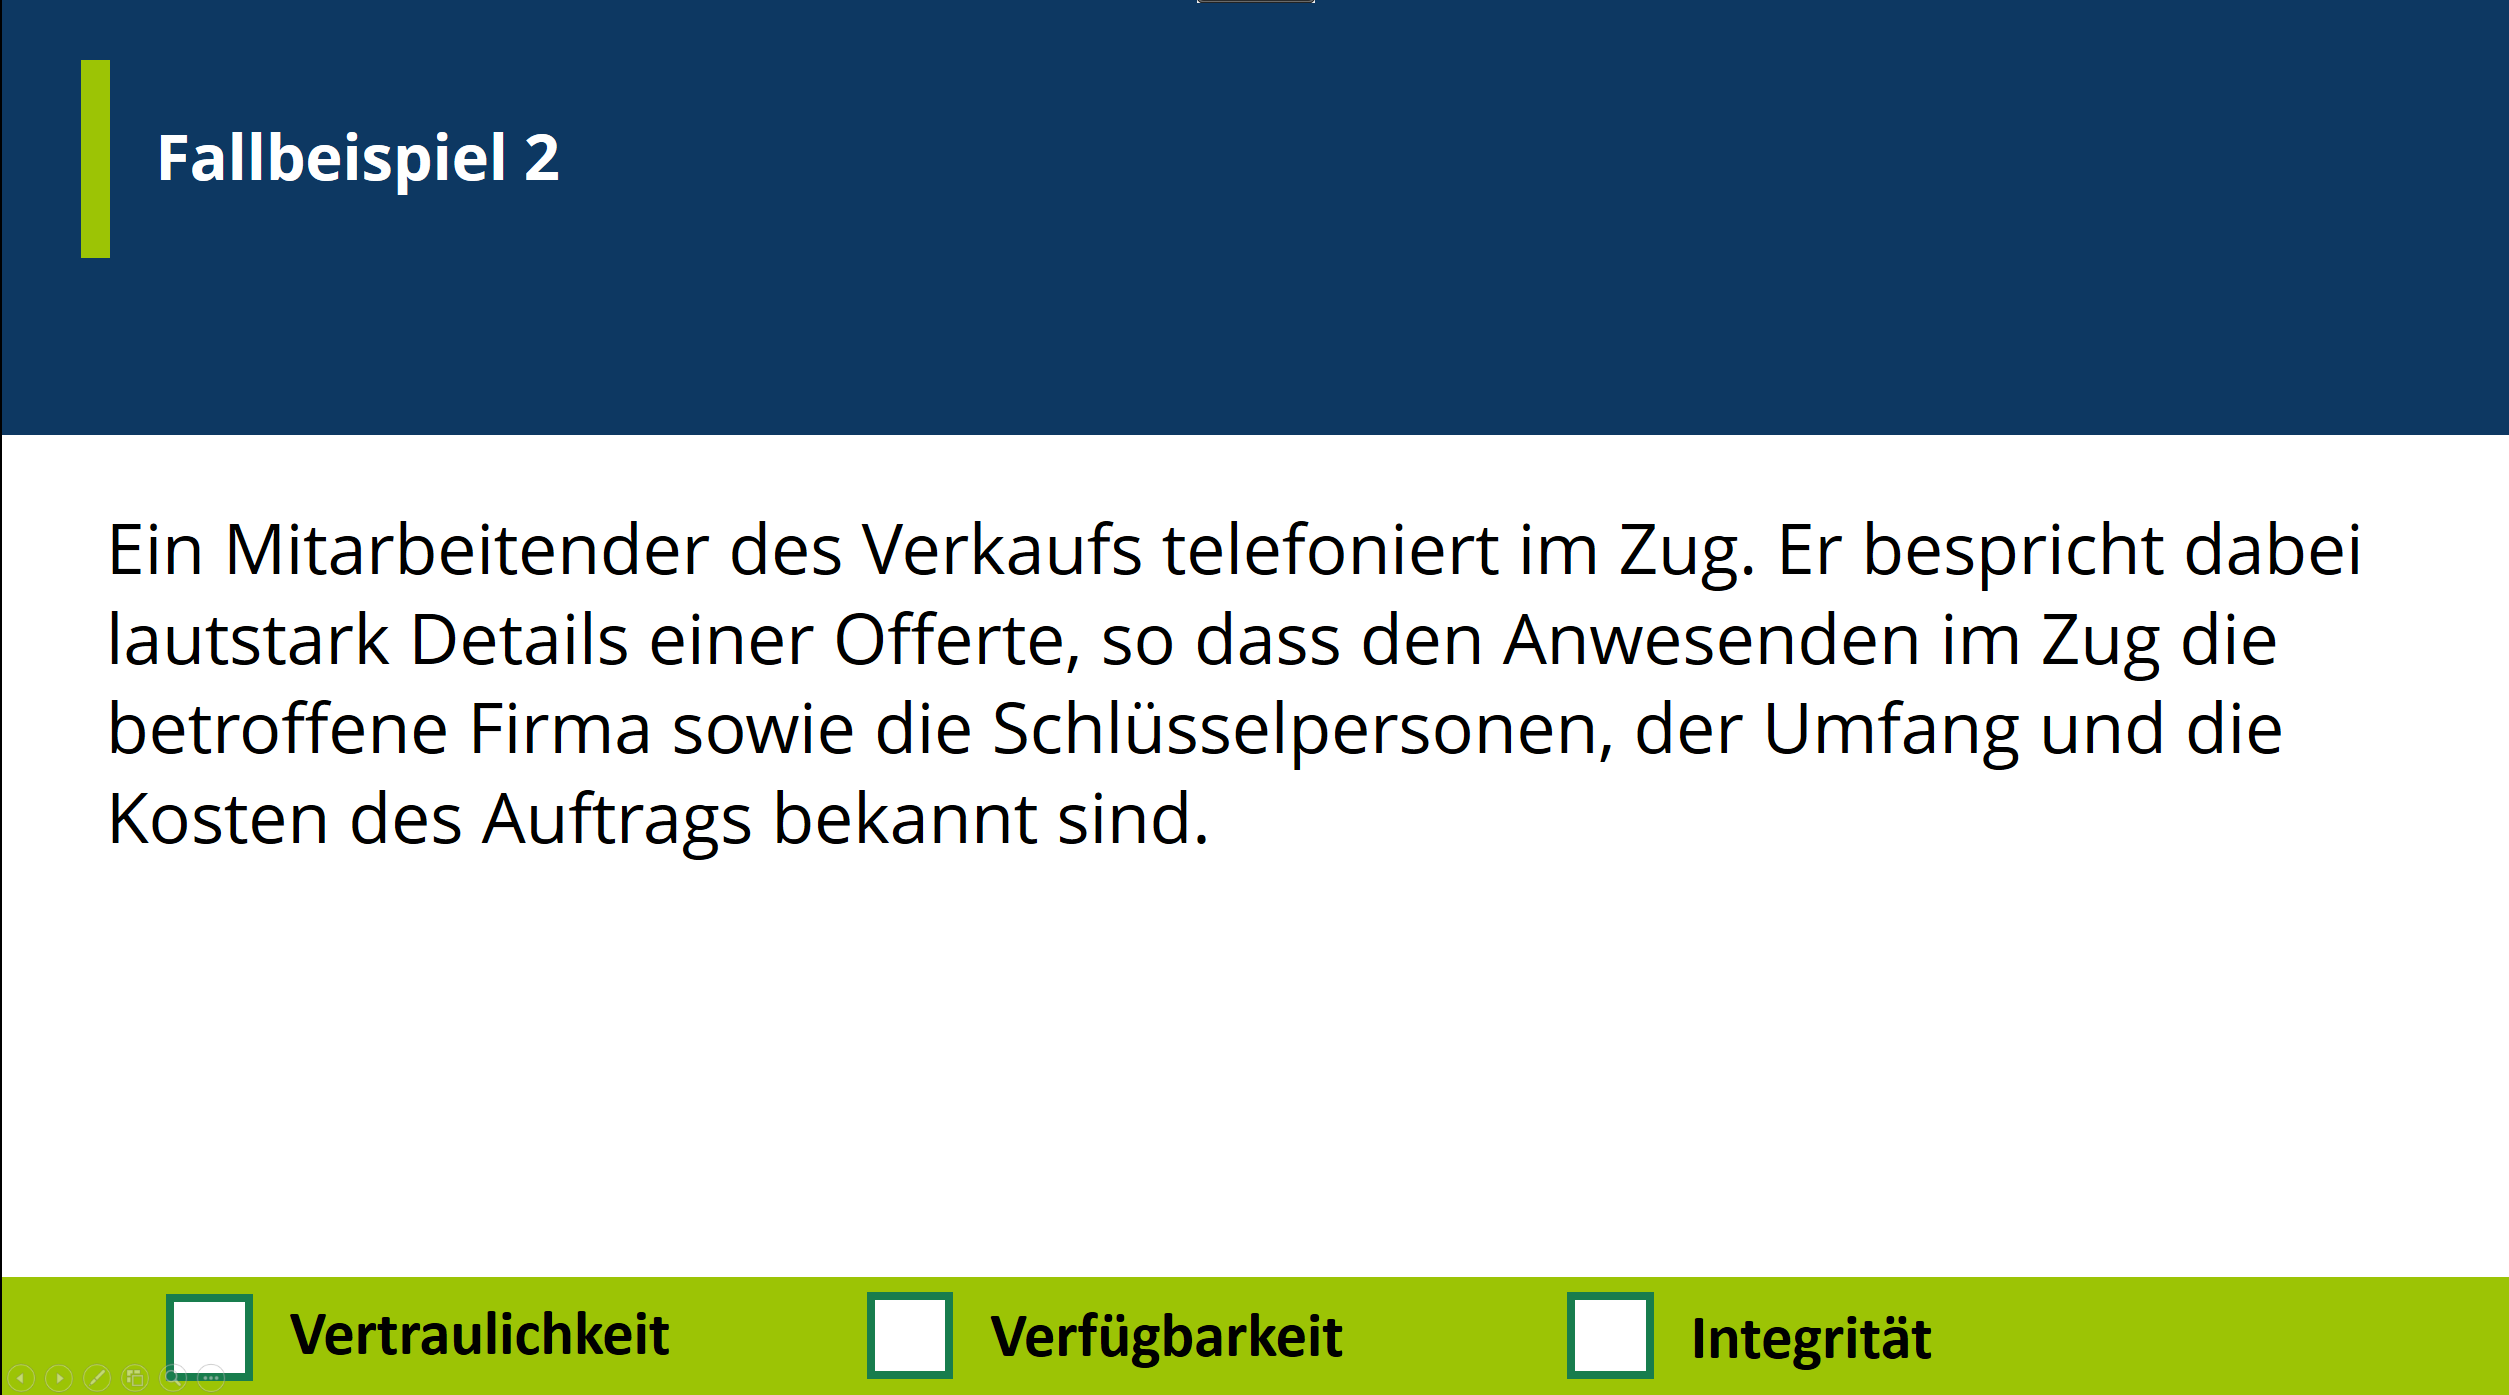 Fallbeispiel 2
Ein Mitarbeitender des Verkaufs telefoniert im Zug. Er bespricht dabei
lautstark Details einer Offerte, so dass den Anwesenden im Zug die
betroffene Firma sowie die Schlüsselpersonen, der Umfang und die
Kosten des Auftrags bekannt sind.
Vertraulichkeit Verfügbarkeit Integrität